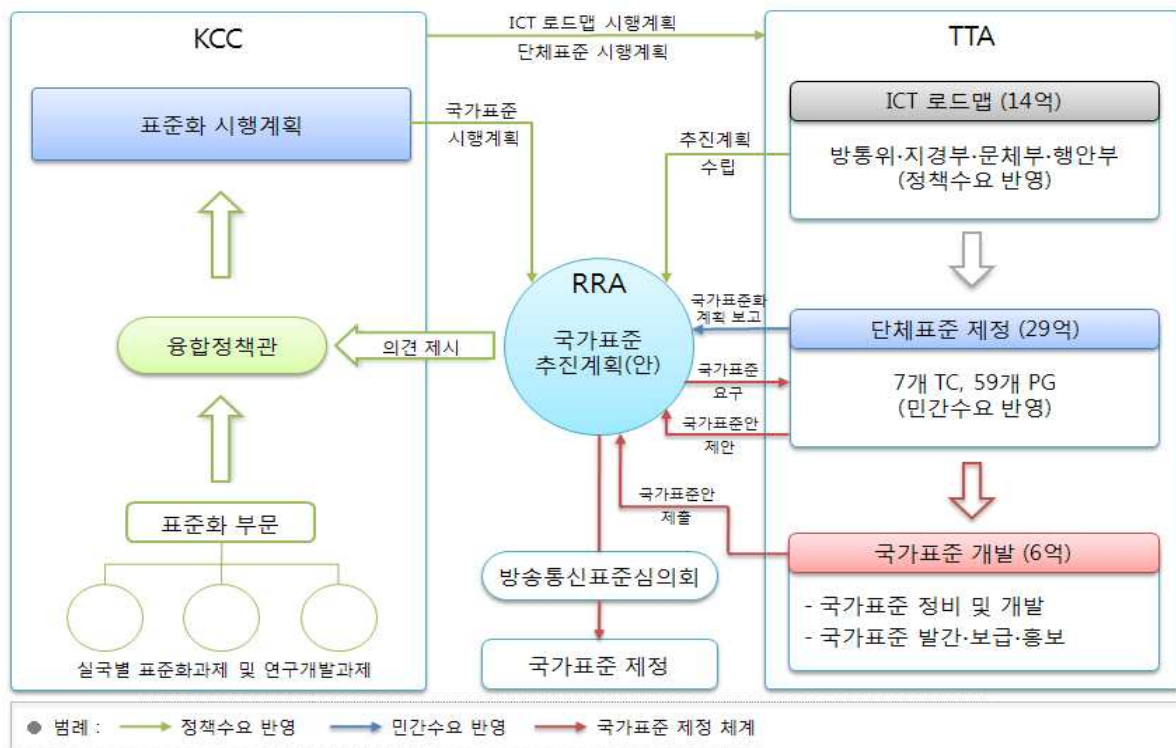 KCC
표준화 시행계획
융합정책관
표준화 부문
실국별 표준화과제 및 연구개발과제
ICT 로드맵 시행계획
단체표준 시행계획
국가표준
시행계획
추진계획
수립
RRA
국가표준
추진계획(안)
의견 제시
국가표준화
계획 보고
국가표준
요구
국가표준안
제안
국가표준안
제출
방송통신표준심의회
국가표준 제정
TTA
ICT 로드맵 (14억)
방통위·지경부·문체부·행안부
(정책수요 반영)
단체표준 제정 (29억)
7개 TC, 59개 PG
(민간수요 반영)
국가표준 개발 (6억)
- 국가표준 정비 및 개발
- 국가표준 발간·보급·홍보
범례 : 정책수요 반영 민간수요 반영 국가표준 제정 체계